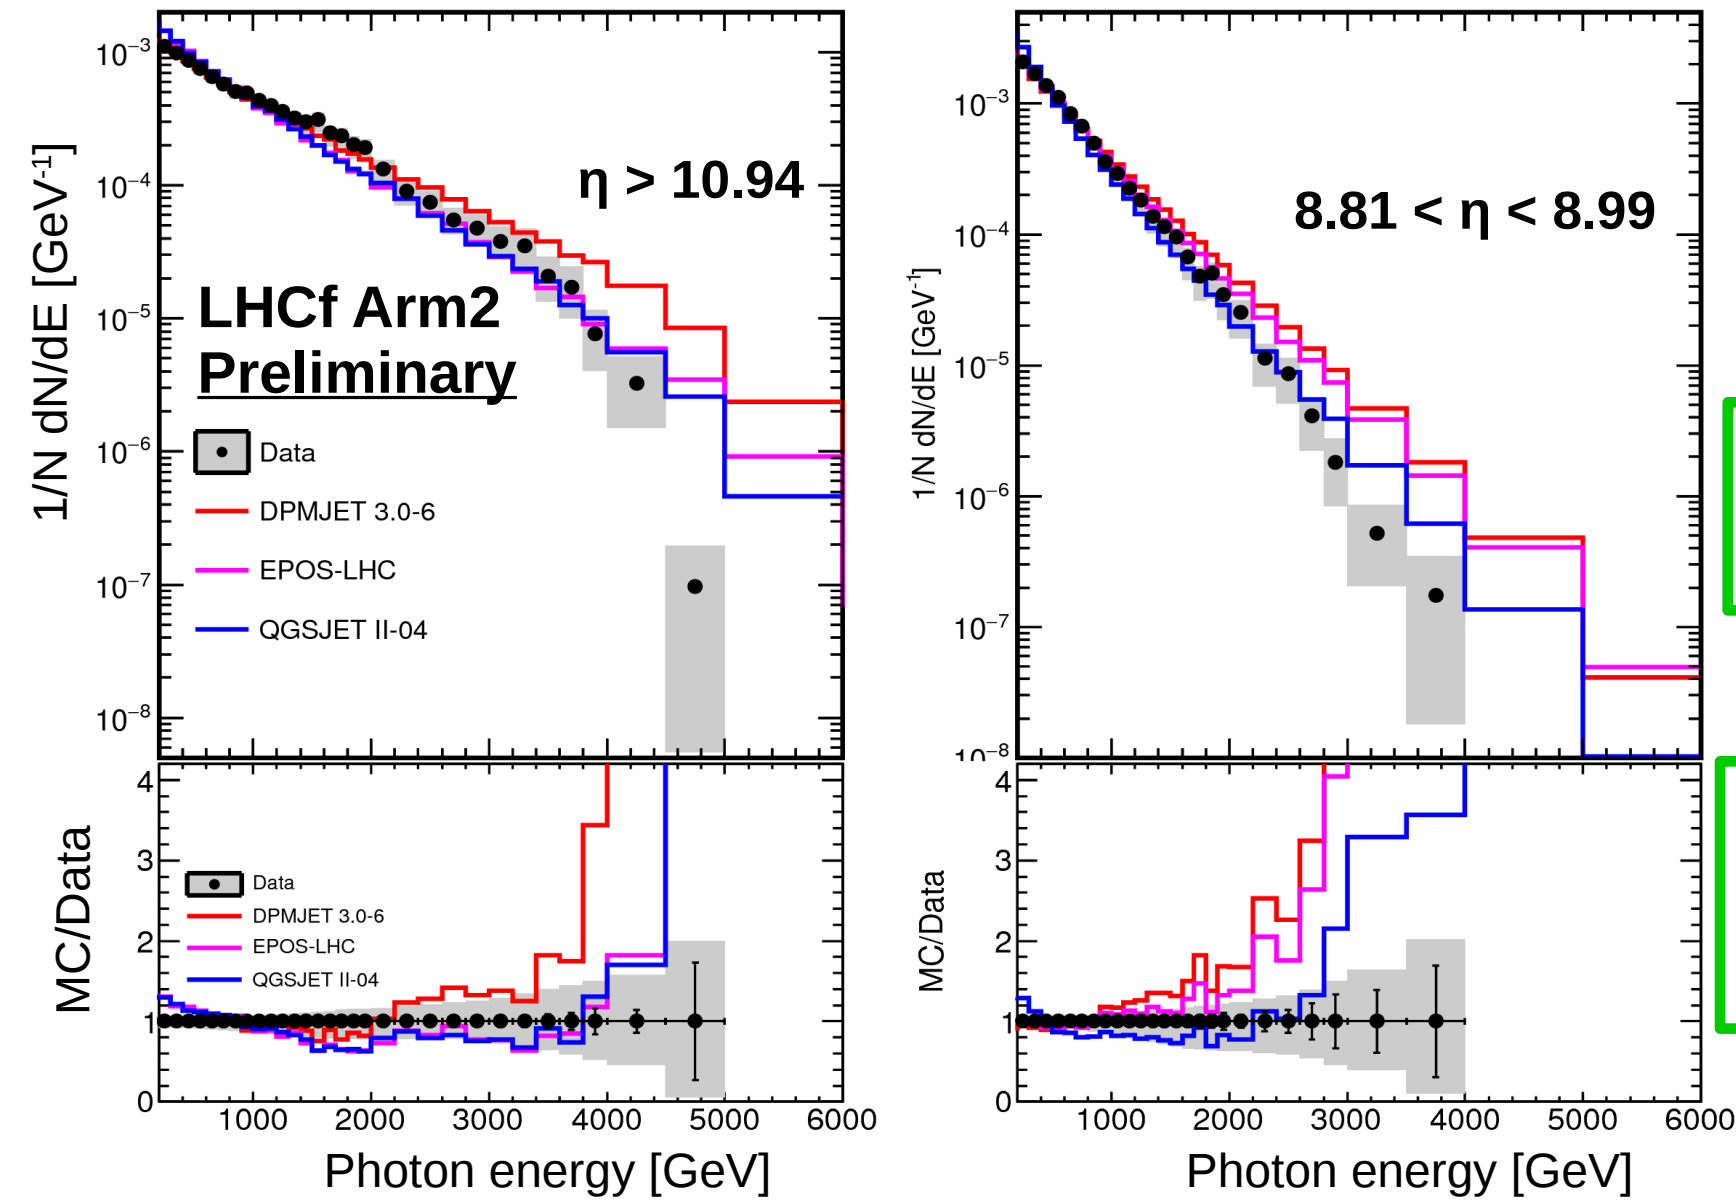 1/N dN/dE [GeV⁻¹]
10⁻³
10⁻⁴
10⁻⁵
10⁻⁶
10⁻⁷
10⁻⁸
η > 10.94
LHCf Arm2
Preliminary
Data
DPMJET 3.0-6
EPOS-LHC
QGSJET II-04
MC/Data
4
3
2
1
0
Data
DPMJET 3.0-6
EPOS-LHC
QGSJET II-04
1000 2000 3000 4000 5000 6000
Photon energy [GeV]
1/N dN/dE [GeV⁻¹]
10⁻³
10⁻⁴
10⁻⁵
10⁻⁶
10⁻⁷
10⁻⁸
8.81 < η < 8.99
MC/Data
4
3
2
1
0
1000 2000 3000 4000 5000 6000
Photon energy [GeV]